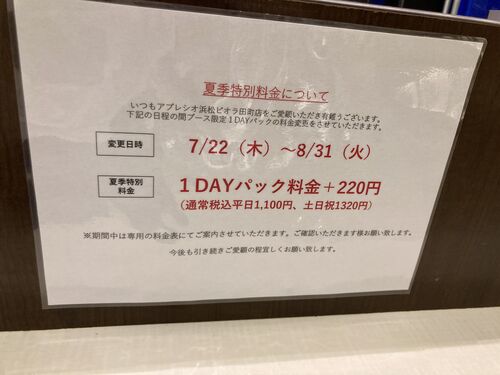 夏季特別料金について
いつもアプレシオ浜松ビオラ田町店をご愛顧いただき有難うございます。
下記の日程の間ブース限定１DAYパックの料金変更をさせていただきます。
変更日時
7/22（木）～8/31（火）
夏季特別
料金
１DAYパック料金＋220円
（通常税込平日1,100円、土日祝1320円）
※期間中は専用の料金表にてご案内させていただきます。ご確認いただきます様お願い致します。
今後も引き続きご愛顧の程宜しくお願い致します。